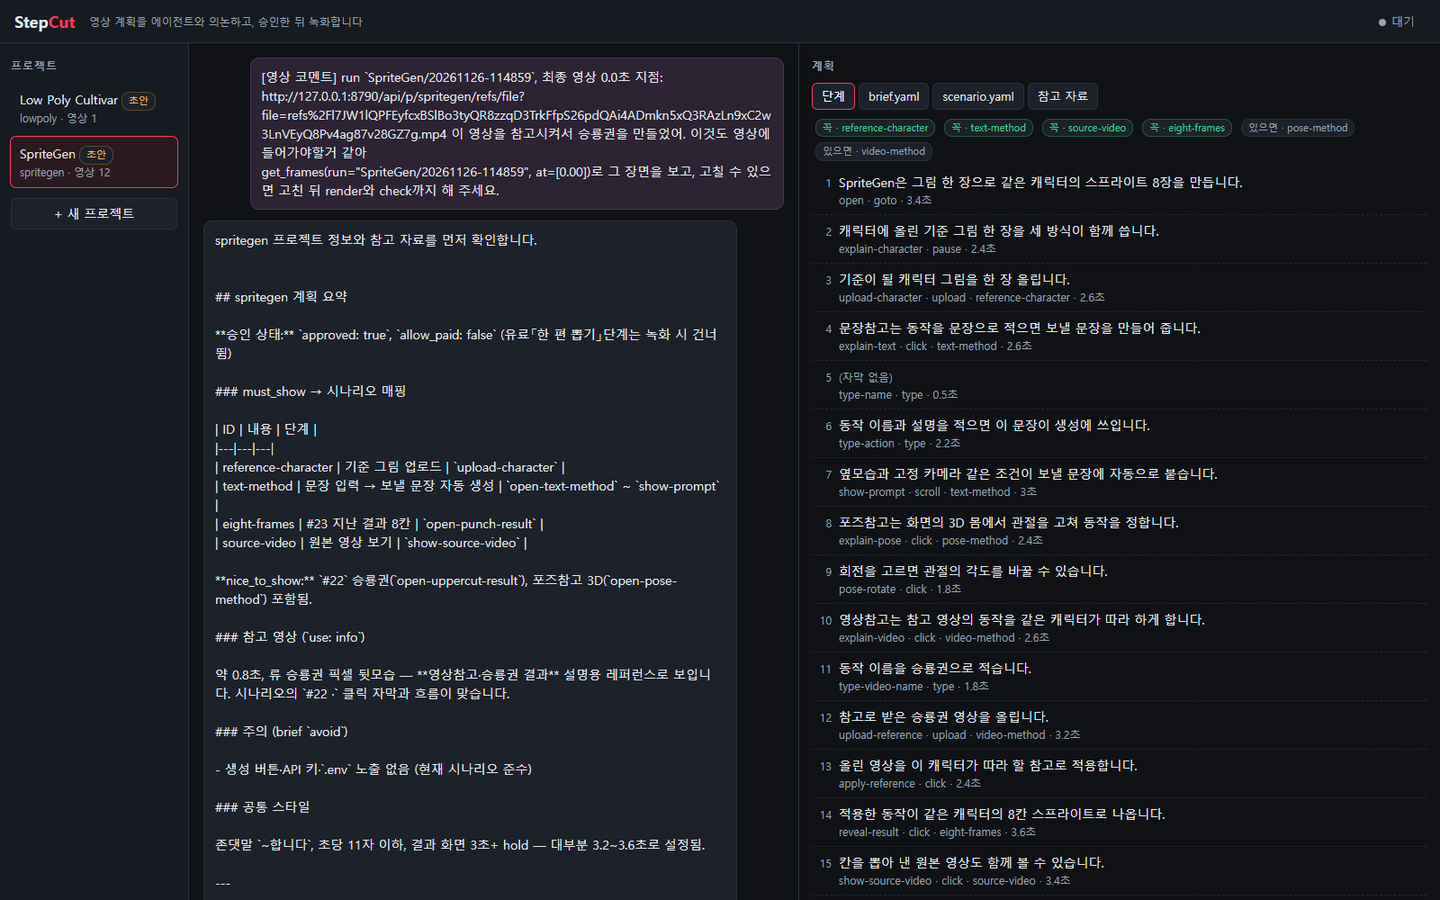 StepCut 영상 계획을 에이전트와 의논하고, 승인한 뒤 녹화합니다
대기
프로젝트
Low Poly Cultivar 초안
lowpoly · 영상 1
SpriteGen 초안
spritegen · 영상 12
+ 새 프로젝트
[영상 코멘트] run `SpriteGen/20261126-114859`, 최종 영상 0.0초 지점:
http://127.0.0.1:8790/api/p/spritegen/refs/file?
file=refs%2Fl7JW1lQPFEyfcxBSlBo3tyQR8zzqD3TrkFfpS26pdQAi4ADmkn5xQ3RAzLn9xC2w
3LnVEyQ8Pv4ag87v28GZ7g.mp4 이 영상을 참고시켜서 승룡권을 만들었어. 이것도 영상에
들어가야할거 같아
get_frames(run="SpriteGen/20261126-114859", at=[0.00])로 그 장면을 보고, 고칠 수 있으
면 고친 뒤 render와 check까지 해 주세요.
spritegen 프로젝트 정보와 참고 자료를 먼저 확인합니다.
## spritegen 계획 요약
**승인 상태:** `approved: true`, `allow_paid: false` (유료「한 편 뽑기」단계는 녹화 시 건너
뜀)
### must_show → 시나리오 매핑
| ID | 내용 | 단계 |
|---|---|---|
| reference-character | 기준 그림 업로드 | `upload-character` |
| text-method | 문장 입력 → 보낼 문장 자동 생성 | `open-text-method` ~ `show-prompt`
|
| eight-frames | #23 지난 결과 8칸 | `open-punch-result` |
| source-video | 원본 영상 보기 | `show-source-video` |
**nice_to_show:** `#22` 승룡권(`open-uppercut-result`), 포즈참고 3D(`open-pose-
method`) 포함됨.
### 참고 영상 (`use: info`)
약 0.8초, 류 승룡권 픽셀 뒷모습 — **영상참고·승룡권 결과** 설명용 레퍼런스로 보입니
다. 시나리오의 `#22 ·` 클릭 자막과 흐름이 맞습니다.
### 주의 (brief `avoid`)
- 생성 버튼·API 키·`.env` 노출 없음 (현재 시나리오 준수)
### 공통 스타일
존댓말 `~합니다`, 초당 11자 이하, 결과 화면 3초+ hold — 대부분 3.2~3.6초로 설정됨.
---
계획
단계 brief.yaml scenario.yaml 참고 자료
꼭 · reference-character 꼭 · text-method 꼭 · source-video 꼭 · eight-frames 있으면 · pose-method
있으면 · video-method
1 SpriteGen은 그림 한 장으로 같은 캐릭터의 스프라이트 8장을 만듭니다.
open · goto · 3.4초
2 캐릭터에 올린 기준 그림 한 장을 세 방식이 함께 씁니다.
explain-character · pause · 2.4초
3 기준이 될 캐릭터 그림을 한 장 올립니다.
upload-character · upload · reference-character · 2.6초
4 문장참고는 동작을 문장으로 적으면 보낼 문장을 만들어 줍니다.
explain-text · click · text-method · 2.6초
5 (자막 없음)
type-name · type · 0.5초
6 동작 이름과 설명을 적으면 이 문장이 생성에 쓰입니다.
type-action · type · 2.2초
7 옆모습과 고정 카메라 같은 조건이 보낼 문장에 자동으로 붙습니다.
show-prompt · scroll · text-method · 3초
8 포즈참고는 화면의 3D 몸에서 관절을 고쳐 동작을 정합니다.
explain-pose · click · pose-method · 2.4초
9 회전을 고르면 관절의 각도를 바꿀 수 있습니다.
pose-rotate · click · 1.8초
10 영상참고는 참고 영상의 동작을 같은 캐릭터가 따라 하게 합니다.
explain-video · click · video-method · 2.6초
11 동작 이름을 승룡권으로 적습니다.
type-video-name · type · 1.8초
12 참고로 받은 승룡권 영상을 올립니다.
upload-reference · upload · video-method · 3.2초
13 올린 영상을 이 캐릭터가 따라 할 참고로 적용합니다.
apply-reference · click · 2.4초
14 적용한 동작이 같은 캐릭터의 8칸 스프라이트로 나옵니다.
reveal-result · click · eight-frames · 3.6초
15 칸을 뽑아 낸 원본 영상도 함께 볼 수 있습니다.
show-source-video · click · source-video · 3.4초